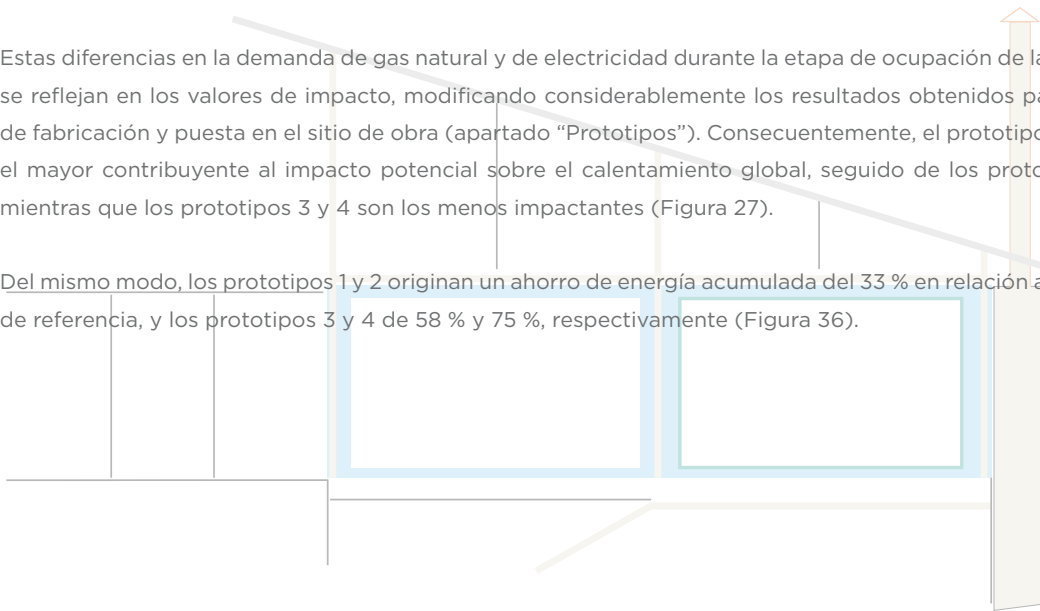 Estas diferencias en la demanda de gas natural y de electricidad durante la etapa de ocupación de
se reflejan en los valores de impacto, modificando considerablemente los resultados obtenidos
de fabricación y puesta en el sitio de obra (apartado “Prototipos”). Consecuentemente, el prototipo
el mayor contribuyente al impacto potencial sobre el calentamiento global, seguido de los
mientras que los prototipos 3 y 4 son los menos impactantes (Figura 27).
Del mismo modo, los prototipos 1 y 2 originan un ahorro de energía acumulada del 33 % en relación
de referencia, y los prototipos 3 y 4 de 58 % y 75 %, respectivamente (Figura 36).